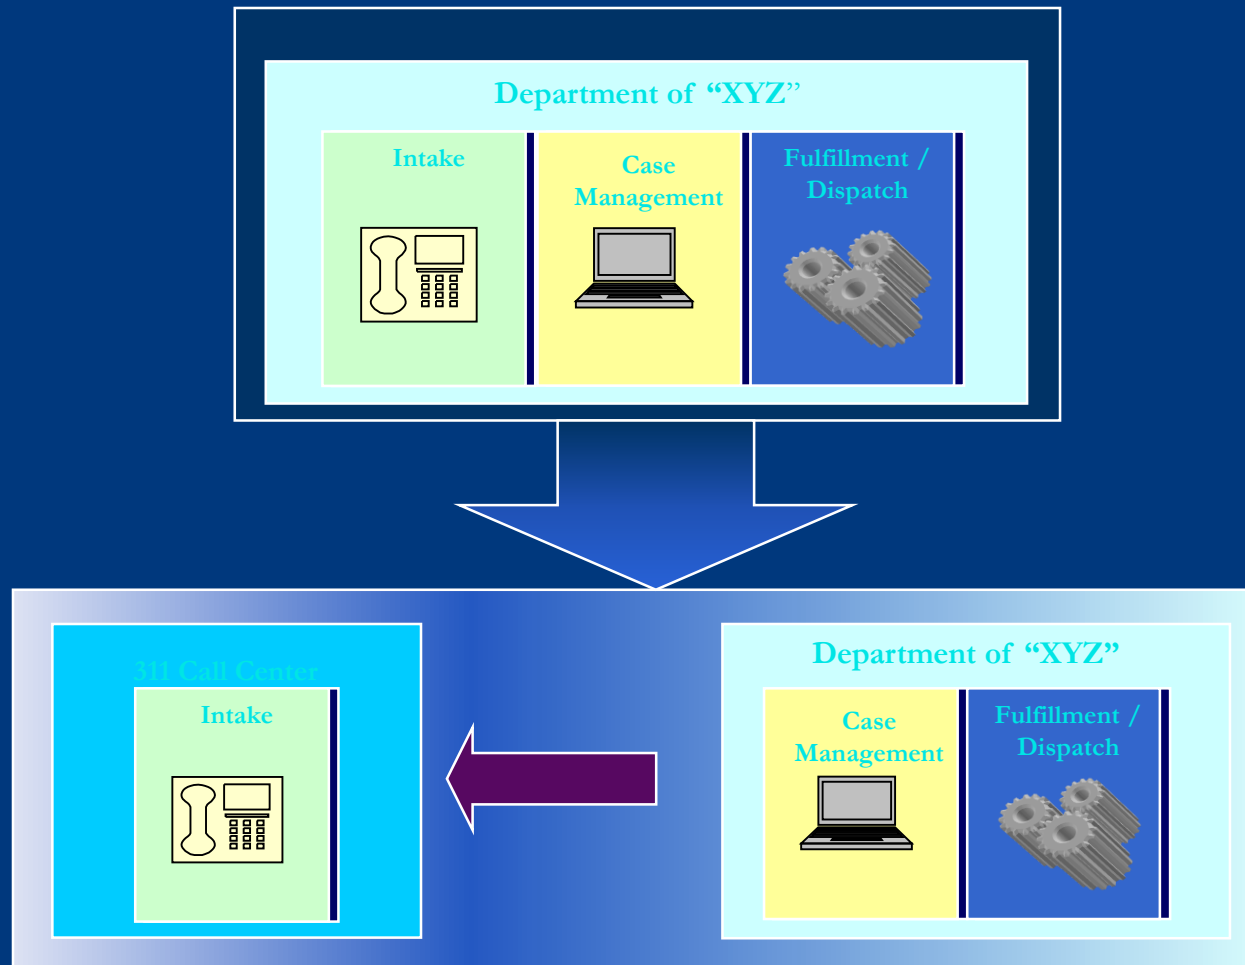 Department of “XYZ”
Intake
Case
Management
Fulfillment /
Dispatch
311 Call Center
Intake
Department of “XYZ”
Case
Management
Fulfillment /
Dispatch